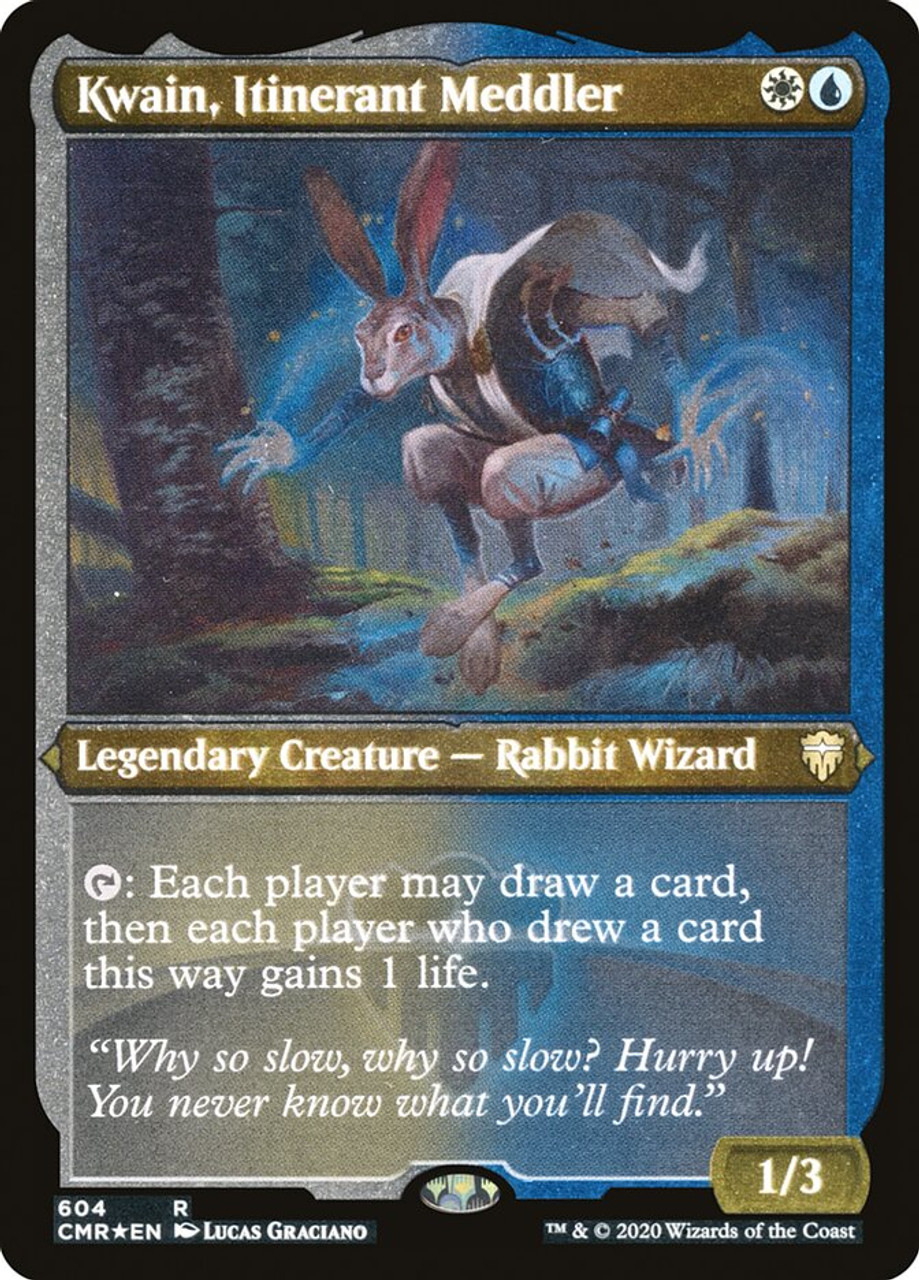 Kwain, Itinerant Meddler
Legendary Creature — Rabbit Wizard
: Each player may draw a card,
then each player who drew a card
this way gains 1 life.
“Why so slow, why so slow? Hurry up!
You never know what you’ll find.”
1/3
604 R
CMR★EN Lucas Graciano
™ & © 2020 Wizards of the Coast